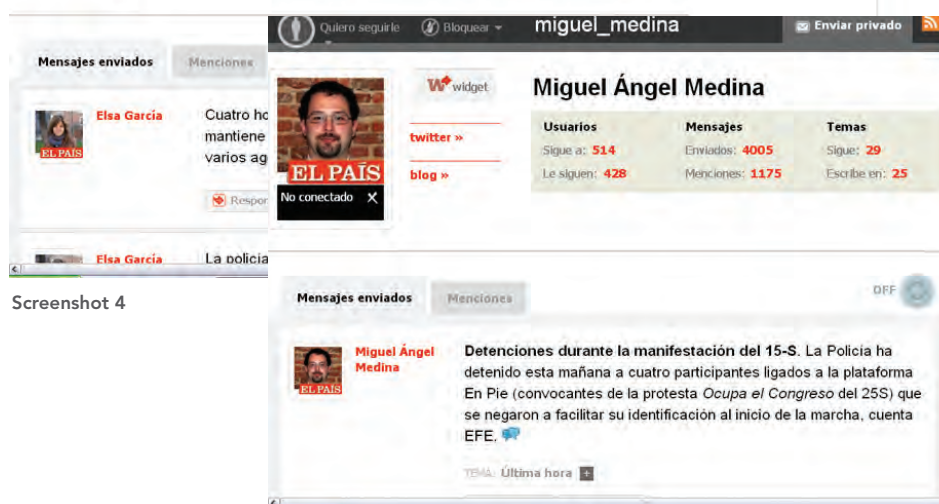 Mensajes enviados Menciones
Elsa García
Cuatro ho
mantiene
varios ag
EL PAÍS
Respon
Elsa García
La policía
Screenshot 4
Quiero seguirle Bloquear miguel_medina Enviar privado
EL PAÍS
No conectado X
W widget
twitter »
blog »
Miguel Ángel Medina
Usuarios Mensajes Temas
Sigue a: 514 Enviados: 4005 Sigue: 29
Le siguen: 428 Menciones: 1175 Escribe en: 25
Mensajes enviados Menciones OFF
Miguel Ángel
Medina
EL PAÍS
Detenciones durante la manifestación del 15-S. La Policía ha
detenido esta mañana a cuatro participantes ligados a la plataforma
En Pie (convocantes de la protesta Ocupa el Congreso del 25S) que
se negaron a facilitar su identificación al inicio de la marcha, cuenta
EFE.
TEMA: Última hora +